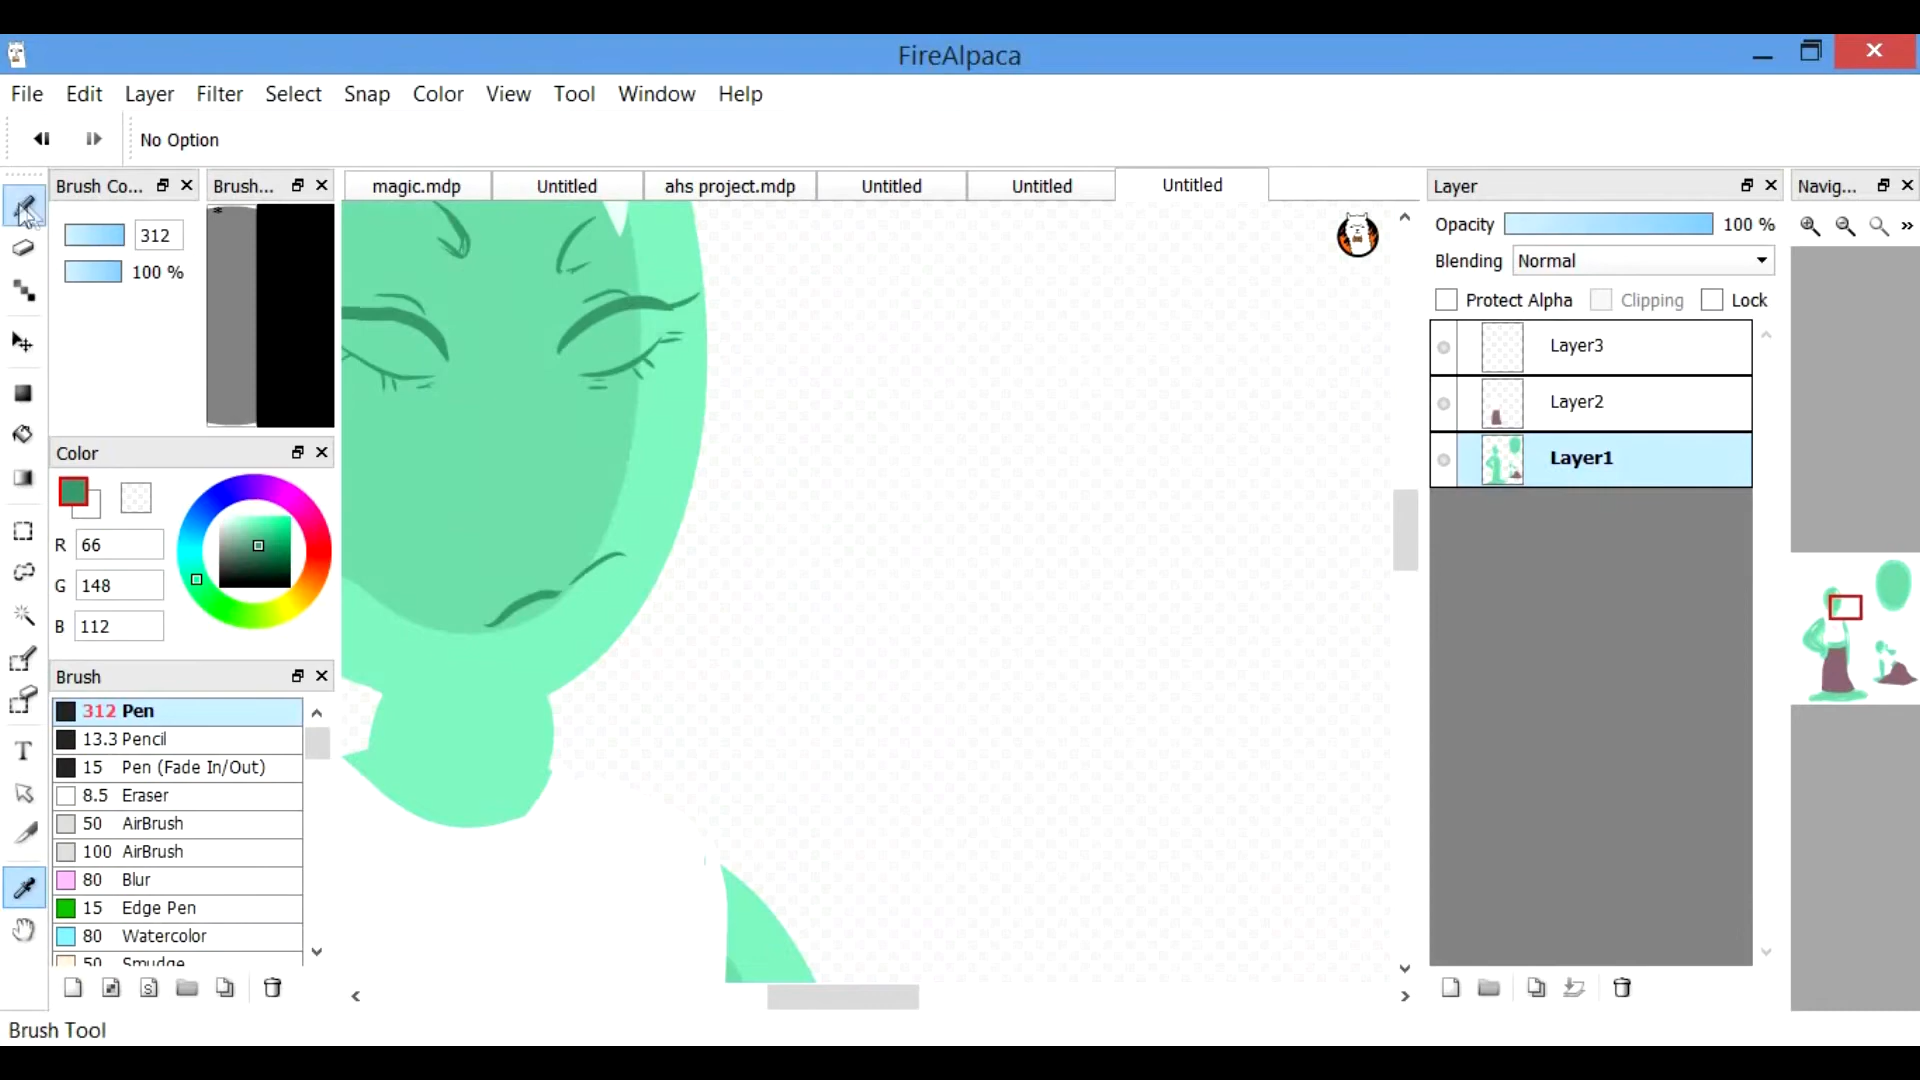 FireAlpaca
File Edit Layer Filter Select Snap Color View Tool Window Help
No Option
Brush Co...
Brush...
magic.mdp
Untitled
ahs project.mdp
Untitled
Untitled
Untitled
Layer
Navig...
312
100 %
*
Opacity 100 %
Blending Normal
Protect Alpha Clipping Lock
Layer3
Layer2
Layer1
Color
R 66
G 148
B 112
Brush
312 Pen
13.3 Pencil
15 Pen (Fade In/Out)
8.5 Eraser
50 AirBrush
100 AirBrush
80 Blur
15 Edge Pen
80 Watercolor
50 Smudge
Brush Tool